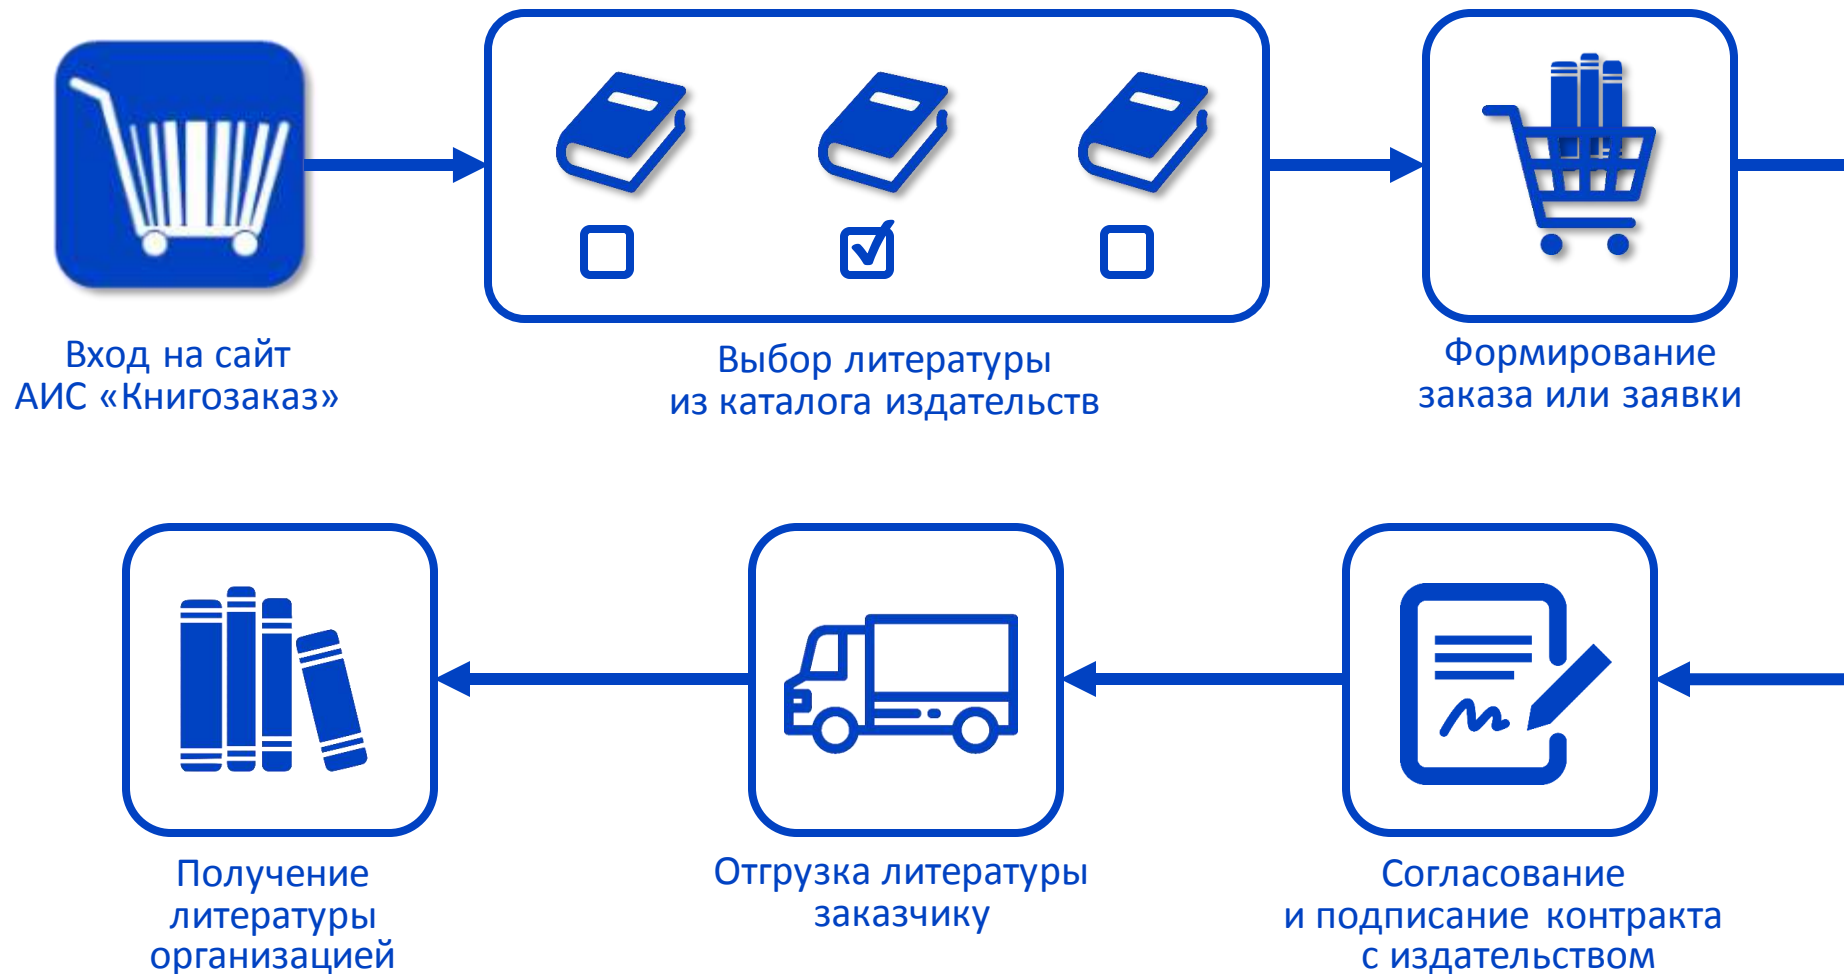 Вход на сайт
АИС «Книгозаказ»
Выбор литературы
из каталога издательств
Формирование
заказа или заявки
Получение
литературы
организацией
Отгрузка литературы
заказчику
Согласование
и подписание контракта
с издательством